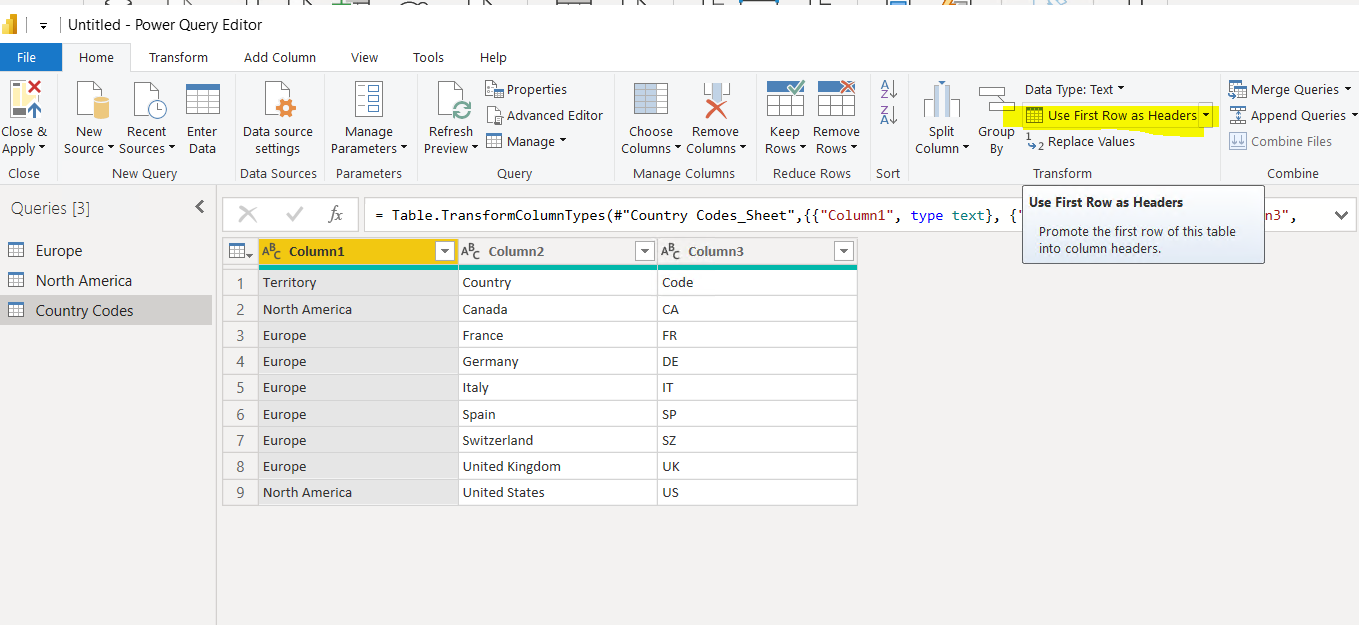 Untitled - Power Query Editor
File Home Transform Add Column View Tools Help
Close & Apply
New Source
Recent Sources
Enter Data
Data source settings
Manage Parameters
Refresh Preview
Properties
Advanced Editor
Manage
Choose Columns
Remove Columns
Keep Rows
Remove Rows
Split Column
Group By
Data Type: Text
Use First Row as Headers
Replace Values
Merge Queries
Append Queries
Combine Files
Close New Query Data Sources Parameters Query Manage Columns Reduce Rows Sort Transform Combine
Queries [3]
Europe
North America
Country Codes
fx = Table.TransformColumnTypes(#"Country Codes_Sheet",{{"Column1", type text}, {" n3",
Use First Row as Headers
Promote the first row of this table
into column headers.
Column1 Column2 Column3
1 Territory Country Code
2 North America Canada CA
3 Europe France FR
4 Europe Germany DE
5 Europe Italy IT
6 Europe Spain SP
7 Europe Switzerland SZ
8 Europe United Kingdom UK
9 North America United States US